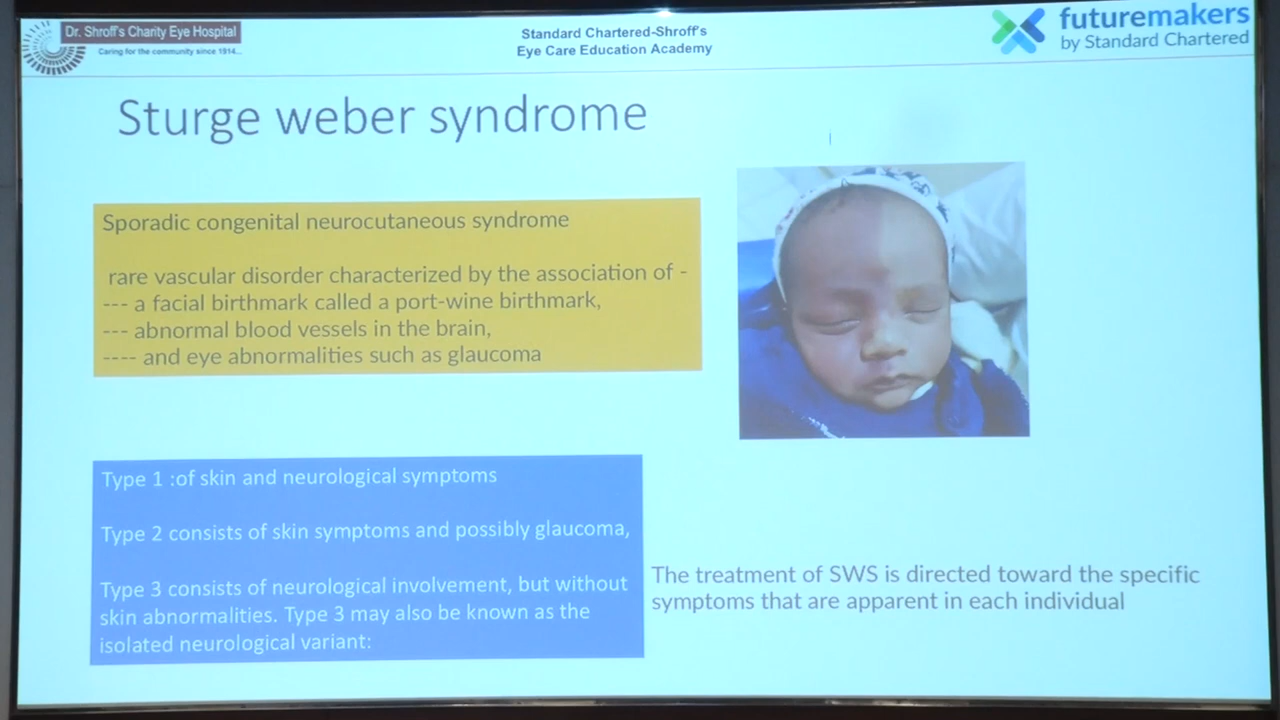 Dr. Shroff's Charity Eye Hospital
Caring for the community since 1914...
Standard Chartered-Shroff's
Eye Care Education Academy
futuremakers
by Standard Chartered
Sturge weber syndrome
Sporadic congenital neurocutaneous syndrome
rare vascular disorder characterized by the association of -
--- a facial birthmark called a port-wine birthmark,
--- abnormal blood vessels in the brain,
---- and eye abnormalities such as glaucoma
Type 1 :of skin and neurological symptoms
Type 2 consists of skin symptoms and possibly glaucoma,
Type 3 consists of neurological involvement, but without
skin abnormalities. Type 3 may also be known as the
isolated neurological variant:
The treatment of SWS is directed toward the specific
symptoms that are apparent in each individual